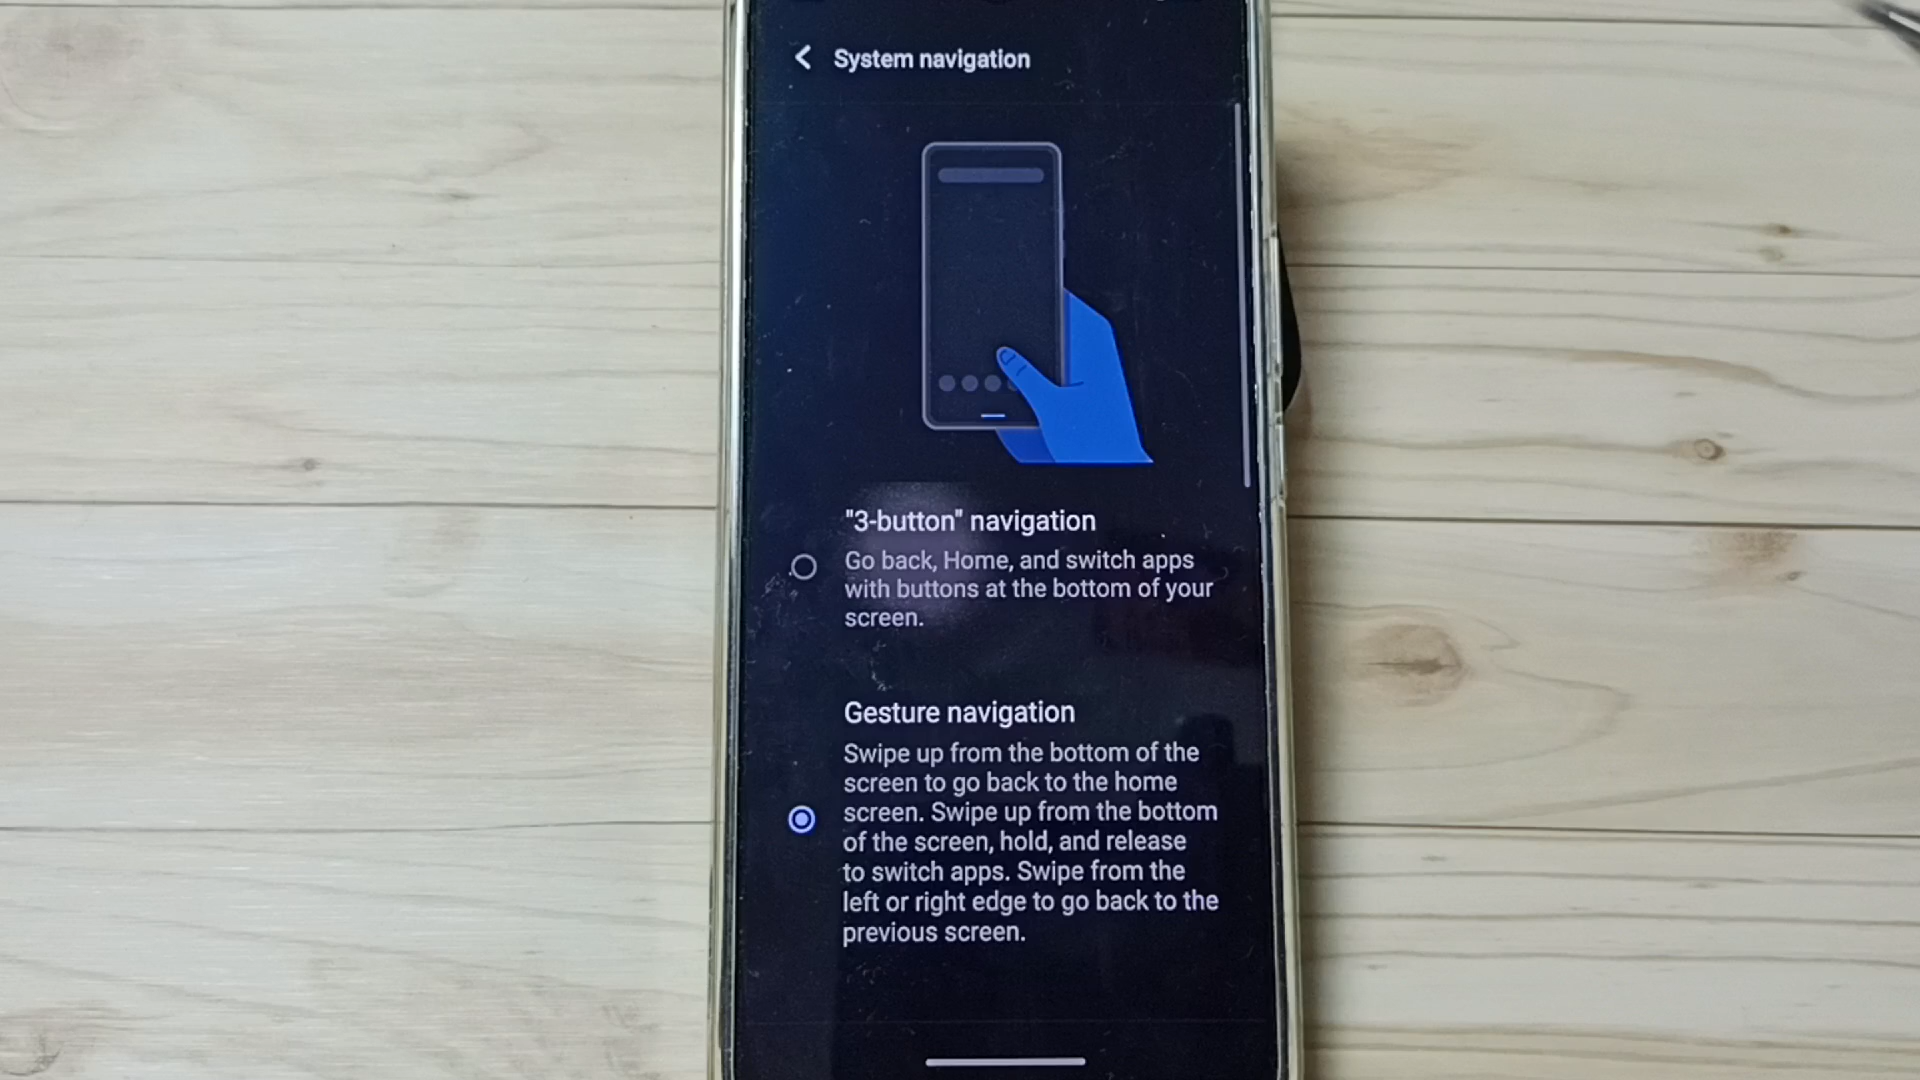 System navigation
"3-button" navigation
Go back, Home, and switch apps
with buttons at the bottom of your
screen.
Gesture navigation
Swipe up from the bottom of the
screen to go back to the home
screen. Swipe up from the bottom
of the screen, hold, and release
to switch apps. Swipe from the
left or right edge to go back to the
previous screen.